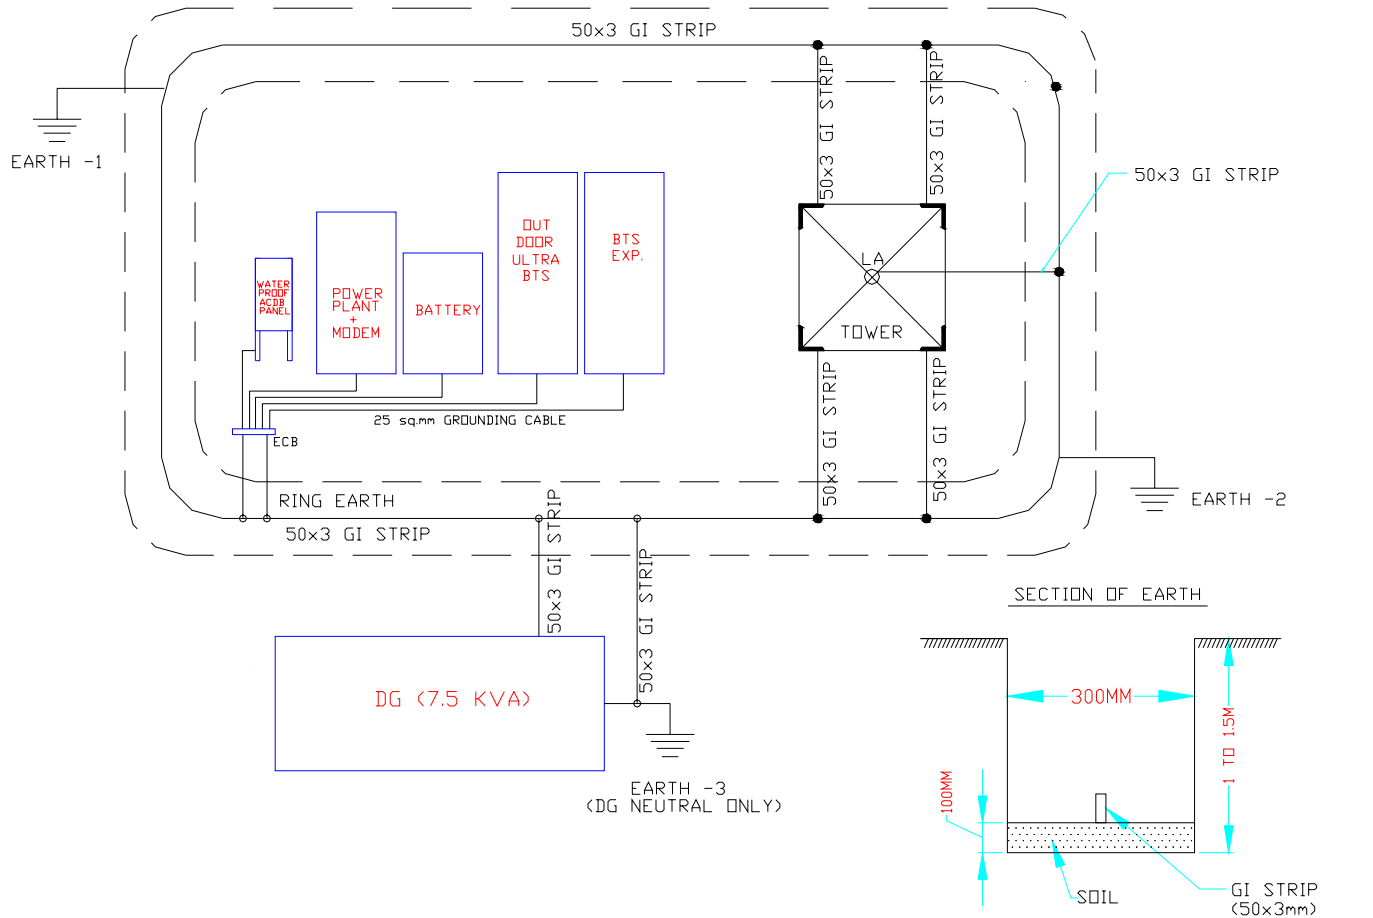 50x3 GI STRIP
50x3 GI STRIP
50x3 GI STRIP
EARTH -1
50x3 GI STRIP
OUT
DOOR
ULTRA
BTS
BTS
EXP.
LA
TOWER
WATER
PROOF
ACDB
PANEL
POWER
PLANT
+
MODEM
BATTERY
25 sq.mm GROUNDING CABLE
ECB
50x3 GI STRIP
50x3 GI STRIP
RING EARTH
50x3 GI STRIP
EARTH -2
50x3 GI STRIP
50x3 GI STRIP
DG (7.5 KVA)
EARTH -3
(DG NEUTRAL ONLY)
SECTION OF EARTH
300MM
1 TO 1.5M
100MM
SOIL
GI STRIP
(50x3mm)